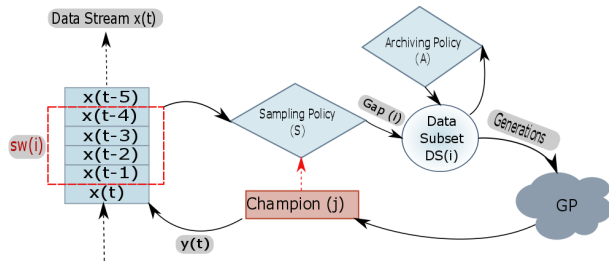 Data Stream x(t)
x(t-5)
x(t-4)
x(t-3)
x(t-2)
x(t-1)
x(t)
sw(i)
Sampling Policy
(S)
Archiving Policy
(A)
Gap (i)
Data
Subset
DS(i)
Generations
GP
Champion (j)
y(t)